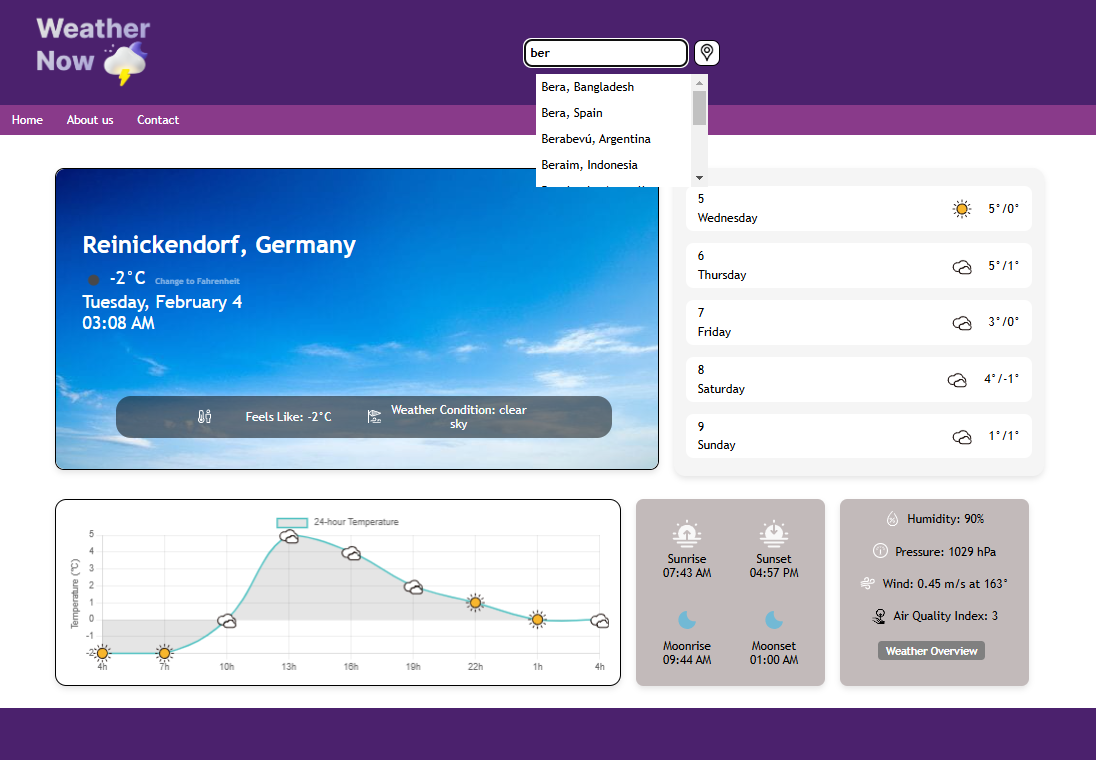 Weather
Now
ber
Bera, Bangladesh
Bera, Spain
Berabevú, Argentina
Beraim, Indonesia
Home
About us
Contact
Reinickendorf, Germany
-2°C Change to Fahrenheit
Tuesday, February 4
03:08 AM
Feels Like: -2°C
Weather Condition: clear
sky
5
Wednesday
5°/0°
6
Thursday
5°/1°
7
Friday
3°/0°
8
Saturday
4°/-1°
9
Sunday
1°/1°
24-hour Temperature
Temperature (°C)
5
4
3
2
1
0
-1
-2
4h
7h
10h
13h
16h
19h
22h
1h
4h
Sunrise
07:43 AM
Sunset
04:57 PM
Moonrise
09:44 AM
Moonset
01:00 AM
Humidity: 90%
Pressure: 1029 hPa
Wind: 0.45 m/s at 163°
Air Quality Index: 3
Weather Overview